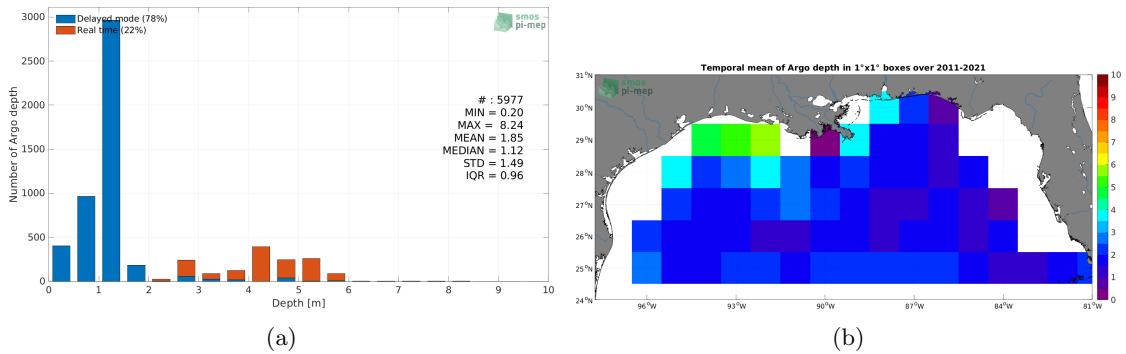 Delayed mode (78%)
Real time (22%)
smos
pi-mep
3000
2500
2000
1500
1000
500
0
Number of Argo depth
# : 5977
MIN = 0.20
MAX = 8.24
MEAN = 1.85
MEDIAN = 1.12
STD = 1.49
IQR = 0.96
0 1 2 3 4 5 6 7 8 9 10
Depth [m]
(a)
Temporal mean of Argo depth in 1°x1° boxes over 2011-2021
smos
pi-mep
31°N
30°N
29°N
28°N
27°N
26°N
25°N
24°N
96°W 93°W 90°W 87°W 84°W 81°W
10
9
8
7
6
5
4
3
2
1
0
(b)